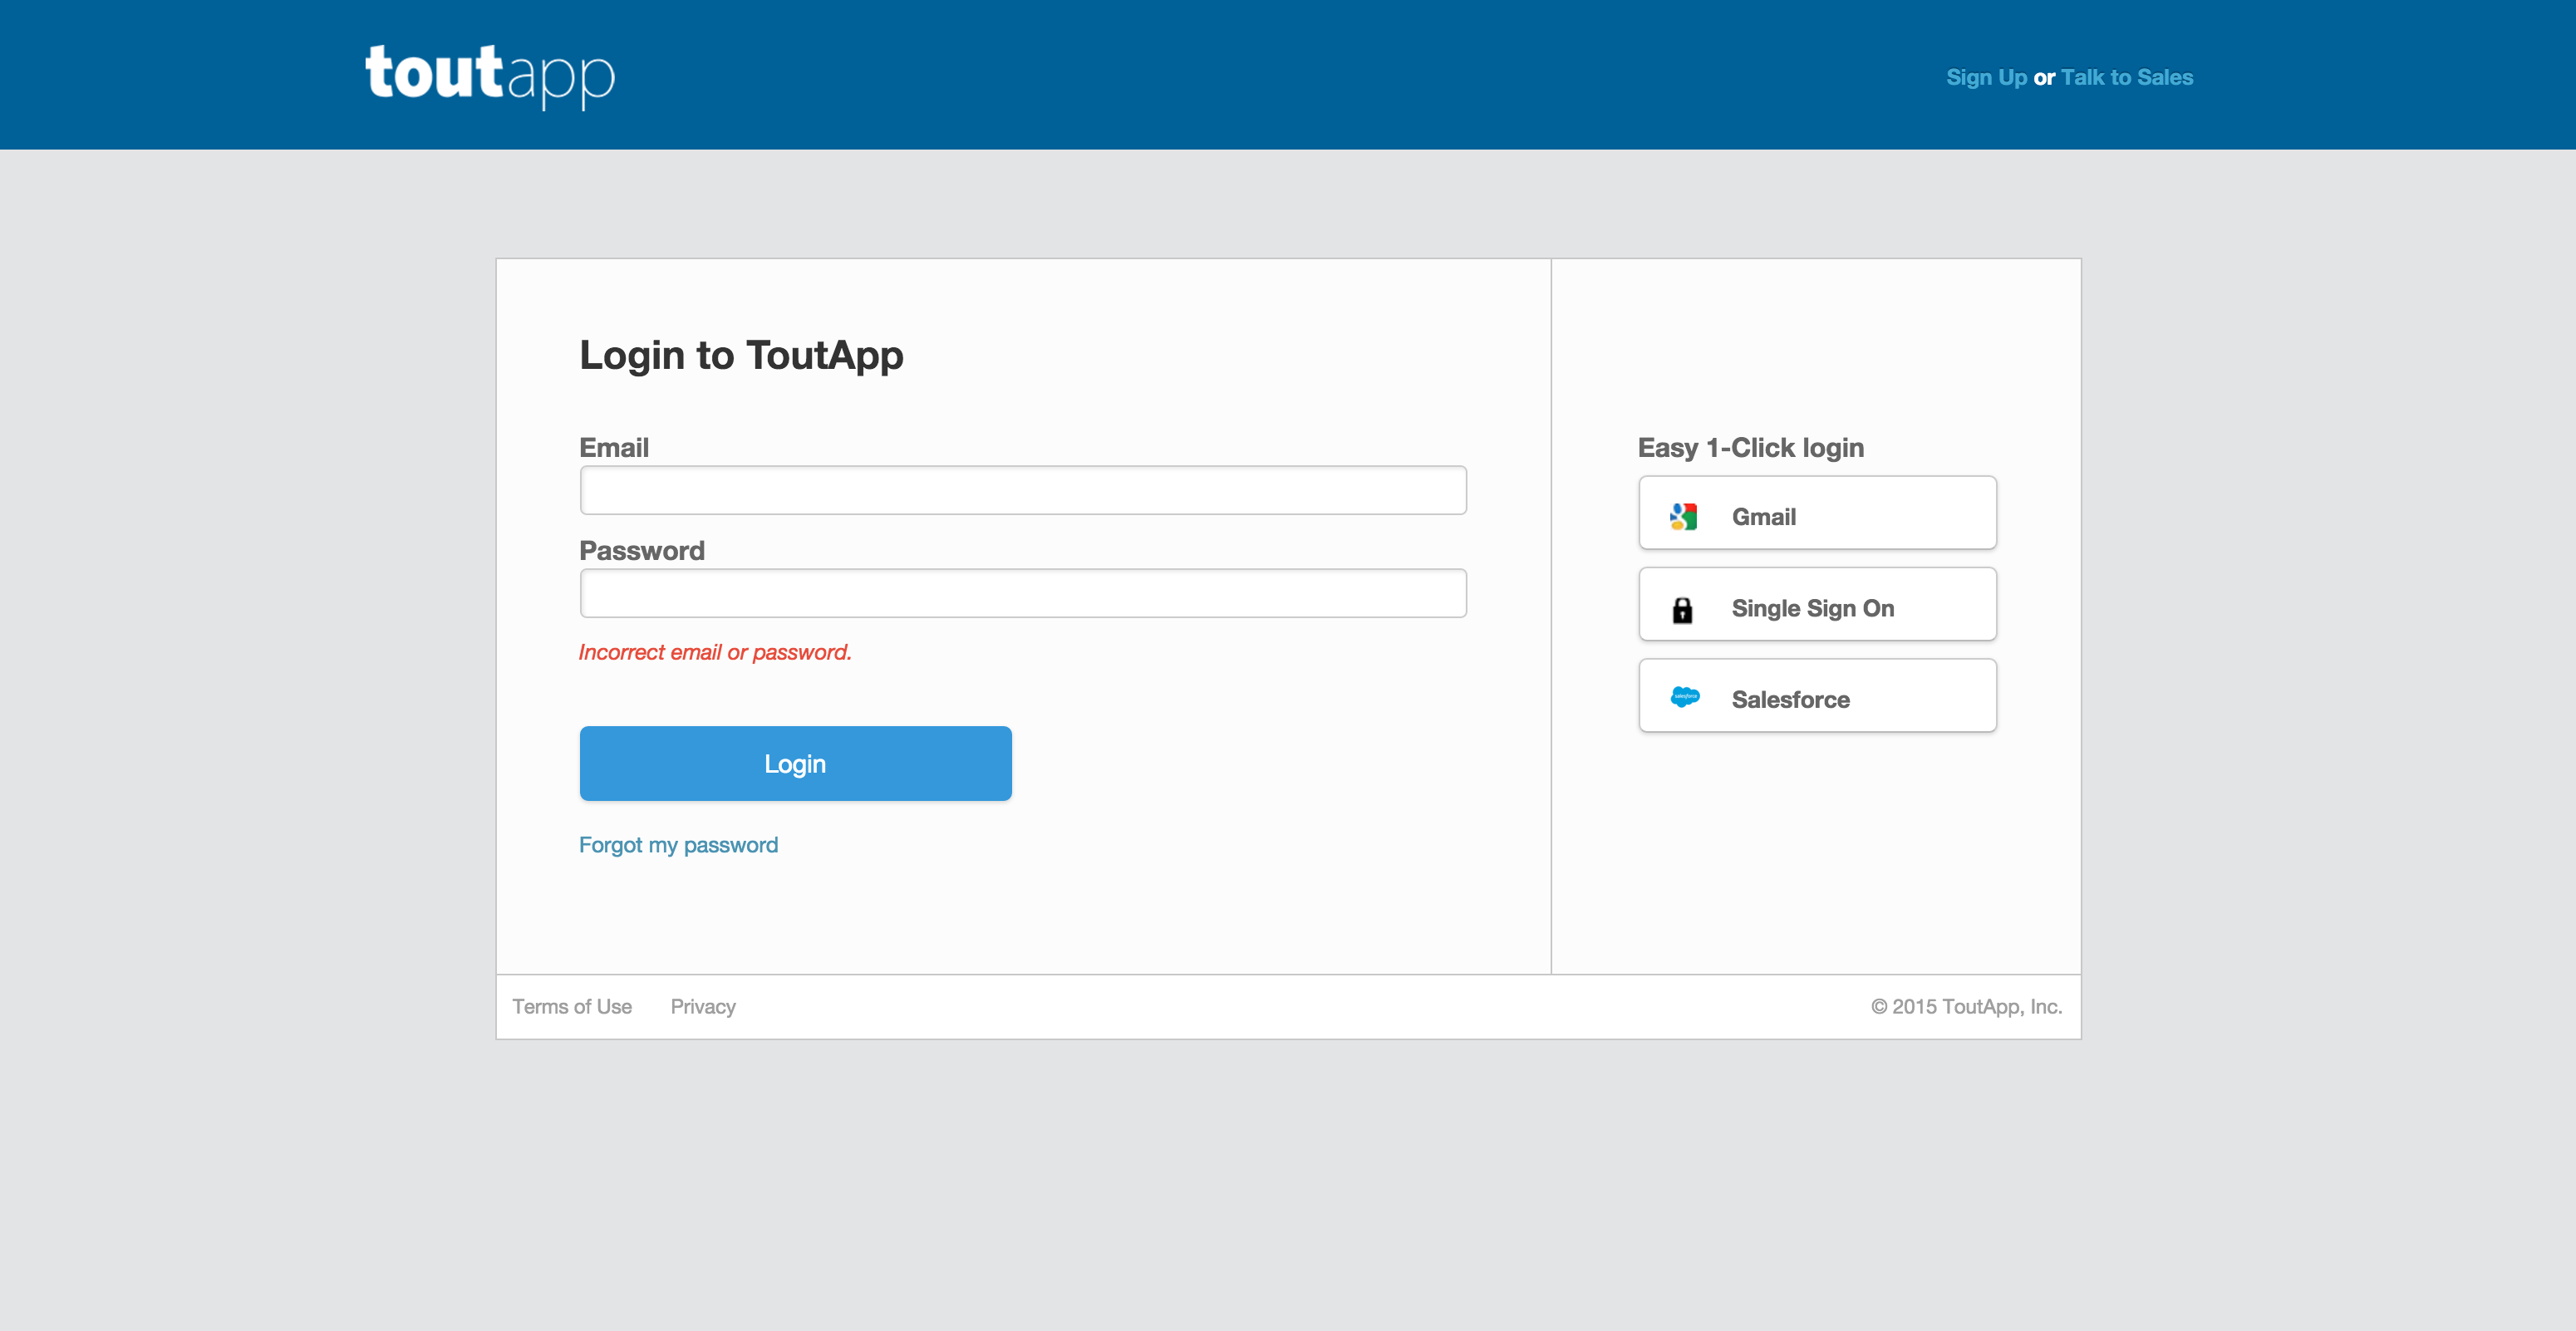 toutapp
Sign Up or Talk to Sales
Login to ToutApp
Email
Password
Incorrect email or password.
Login
Forgot my password
Easy 1-Click login
Gmail
Single Sign On
salesforce
Salesforce
Terms of Use
Privacy
© 2015 ToutApp, Inc.